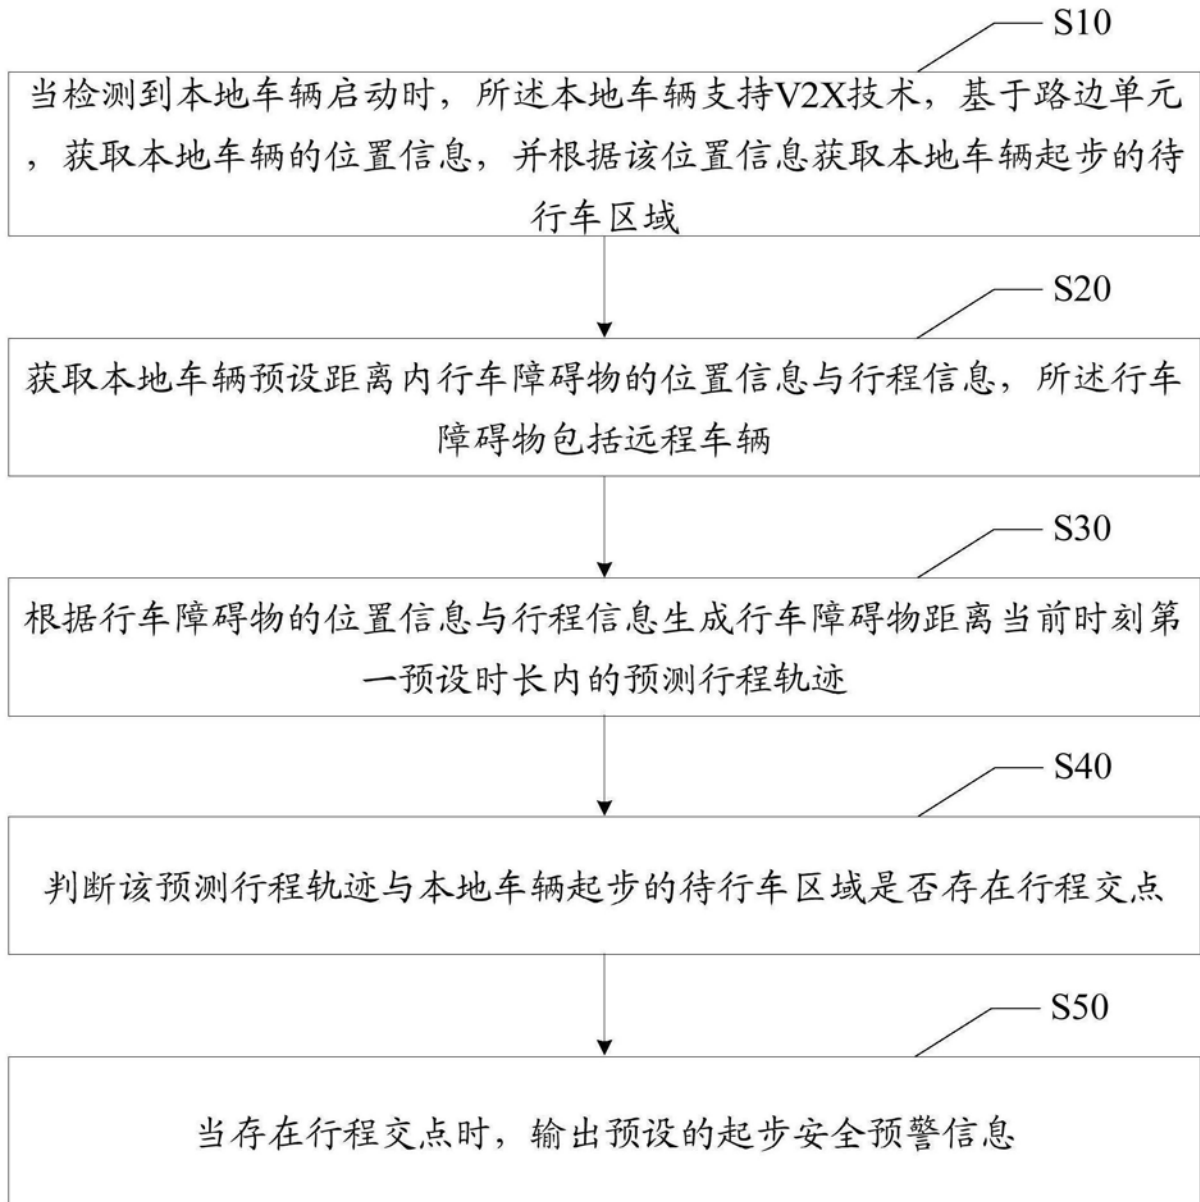 S10
当检测到本地车辆启动时，所述本地车辆支持V2X技术，基于路边单元
，获取本地车辆的位置信息，并根据该位置信息获取本地车辆起步的待
行车区域
S20
获取本地车辆预设距离内行车障碍物的位置信息与行程信息，所述行车
障碍物包括远程车辆
S30
根据行车障碍物的位置信息与行程信息生成行车障碍物距离当前时刻第
一预设时长内的预测行程轨迹
S40
判断该预测行程轨迹与本地车辆起步的待行车区域是否存在行程交点
S50
当存在行程交点时，输出预设的起步安全预警信息